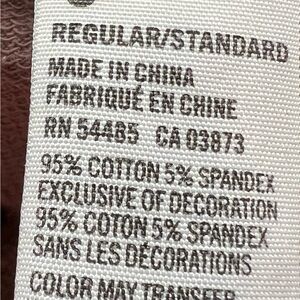 REGULAR/STANDARD
MADE IN CHINA
FABRIQUÉ EN CHINE
RN 54485 CA 03873
95% COTTON 5% SPANDEX
EXCLUSIVE OF DECORATION
95% COTON 5% SPANDEX
SANS LES DÉCORATIONS
COLOR MAY TRANSFER